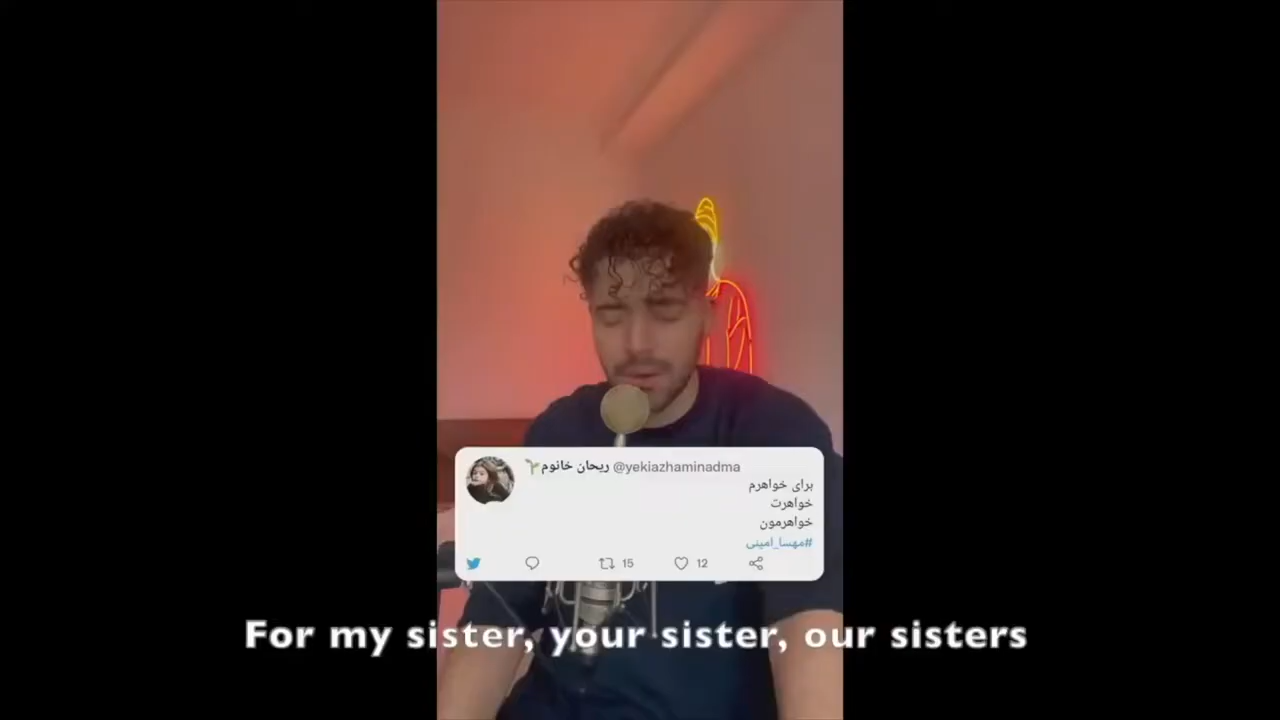 ریحان خانوم @yekiazhaminadma
برای خواهرم
خواهرت
خواهرمون
#مهسا_امینی
15 12
For my sister, your sister, our sisters